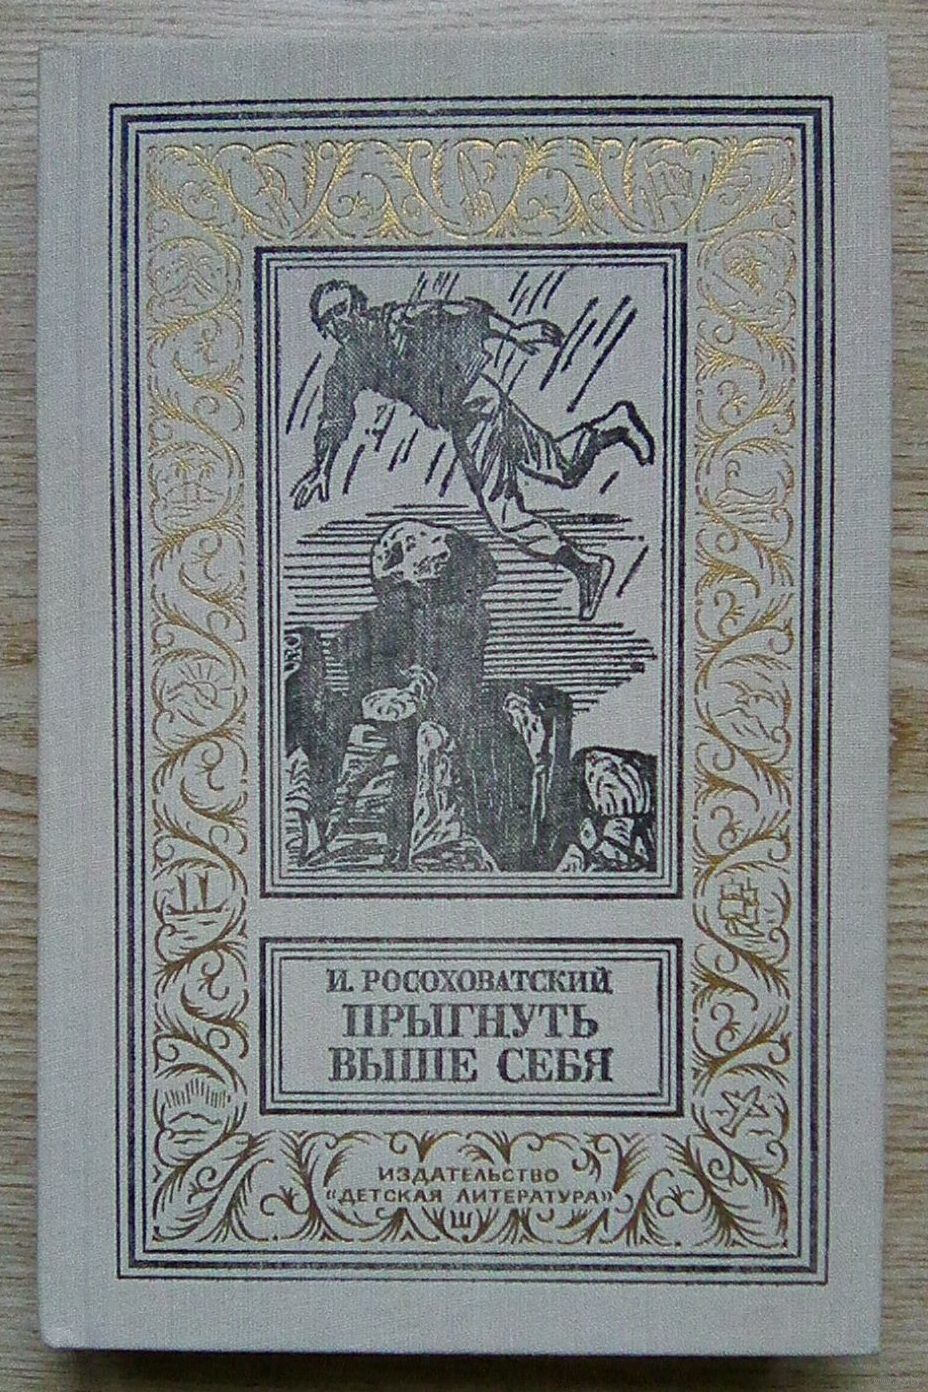 И. РОСОХОВАТСКИЙ
ПРЫГНУТЬ
ВЫШЕ СЕБЯ
ИЗДАТЕЛЬСТВО
"ДЕТСКАЯ ЛИТЕРАТУРА"